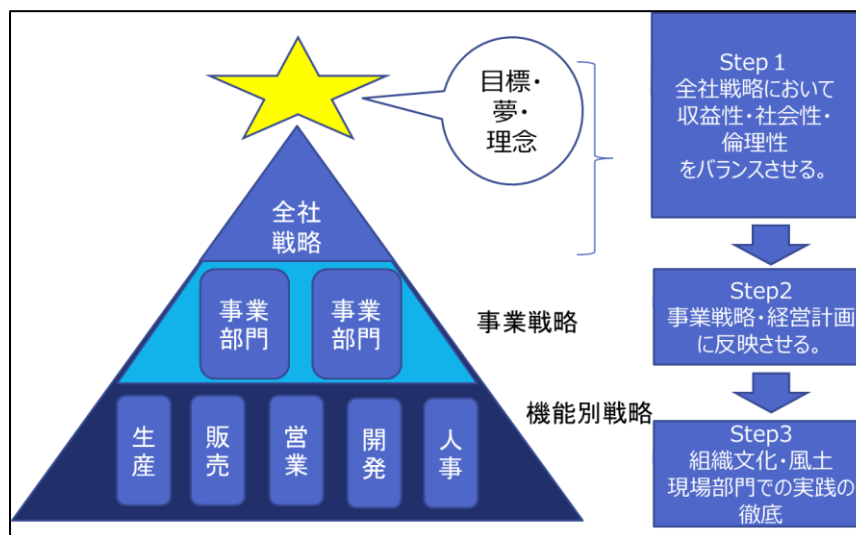 目標・
夢・
理念
全社
戦略
事業
部門
事業
部門
事業戦略
機能別戦略
生
産
販
売
営
業
開
発
人
事
Step 1
全社戦略において
収益性・社会性・
倫理性
をバランスさせる。
Step2
事業戦略・経営計画
に反映させる。
Step3
組織文化・風土
現場部門での実践の
徹底